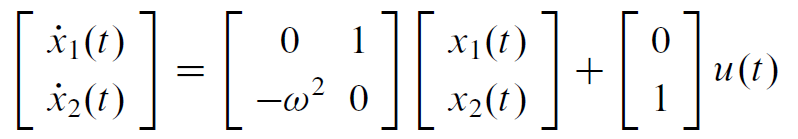 [ ẋ₁(t) ; ẋ₂(t) ] = [ 0 1 ; −ω² 0 ] [ x₁(t) ; x₂(t) ] + [ 0 ; 1 ] u(t)